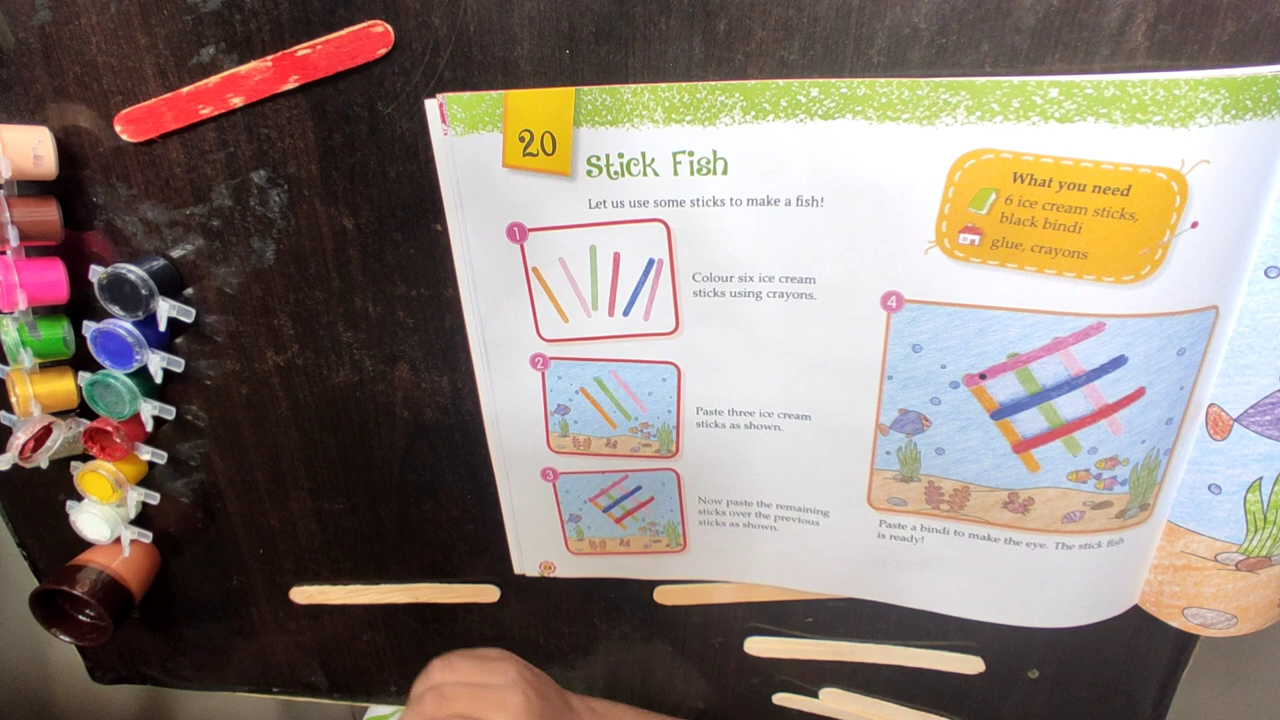 20
Stick Fish
Let us use some sticks to make a fish!
What you need
6 ice cream sticks,
black bindi
glue, crayons
1
Colour six ice cream
sticks using crayons.
2
Paste three ice cream
sticks as shown.
3
Now paste the remaining
sticks over the previous
sticks as shown.
4
Paste a bindi to make the eye. The stick fish
is ready!